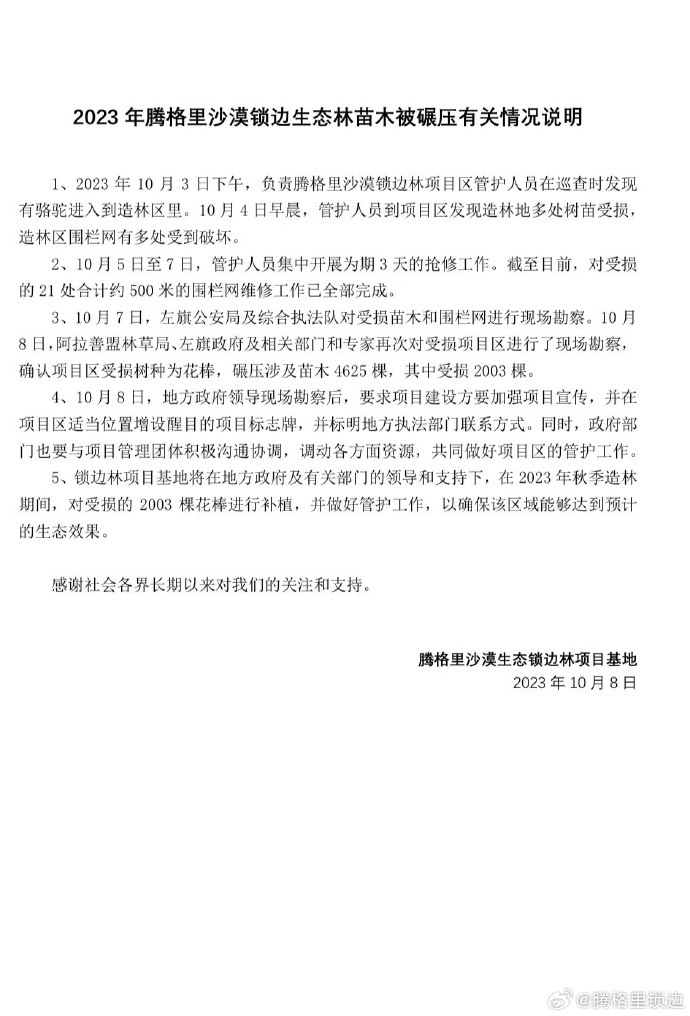 2023 年腾格里沙漠锁边生态林苗木被碾压有关情况说明
1、2023 年 10 月 3 日下午，负责腾格里沙漠锁边林项目区管护人员在巡查时发现
有骆驼进入到造林区里。10 月 4 日早晨，管护人员到项目区发现造林地多处树苗受损，
造林区围栏网有多处受到破坏。
2、10 月 5 日至 7 日，管护人员集中开展为期 3 天的抢修工作。截至目前，对受损
的 21 处合计约 500 米的围栏网维修工作已全部完成。
3、10 月 7 日，左旗公安局及综合执法队对受损苗木和围栏网进行现场勘察。10 月
8 日，阿拉善盟林草局、左旗政府及相关部门和专家再次对受损项目区进行了现场勘察，
确认项目区受损树种为花棒，碾压涉及苗木 4625 棵，其中受损 2003 棵。
4、10 月 8 日，地方政府领导现场勘察后，要求项目建设方要加强项目宣传，并在
项目区适当位置增设醒目的项目标志牌，并标明地方执法部门联系方式。同时，政府部
门也要与项目管理团体积极沟通协调，调动各方面资源，共同做好项目区的管护工作。
5、锁边林项目基地将在地方政府及有关部门的领导和支持下，在 2023 年秋季造林
期间，对受损的 2003 棵花棒进行补植，并做好管护工作，以确保该区域能够达到预计
的生态效果。
感谢社会各界长期以来对我们的关注和支持。
腾格里沙漠生态锁边林项目基地
2023 年 10 月 8 日
@腾格里锁边